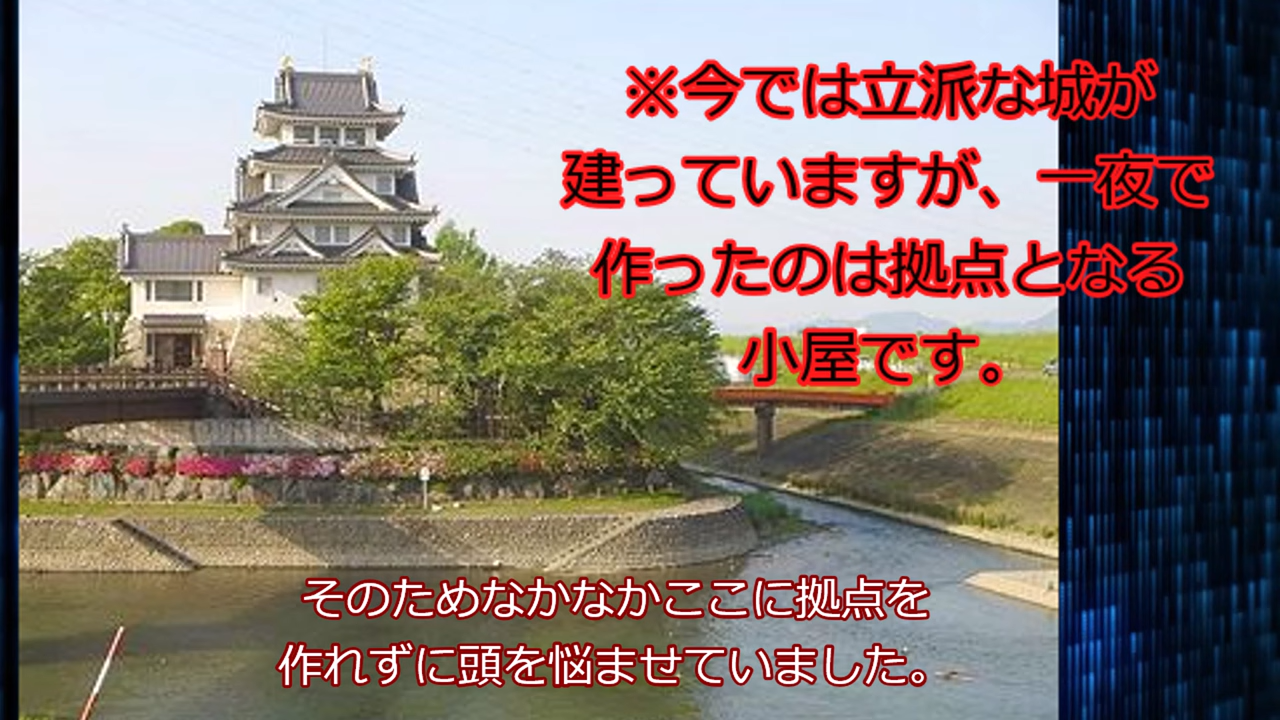 ※今では立派な城が
建っていますが、一夜で
作ったのは拠点となる
小屋です。
そのためなかなかここに拠点を
作れずに頭を悩ませていました。